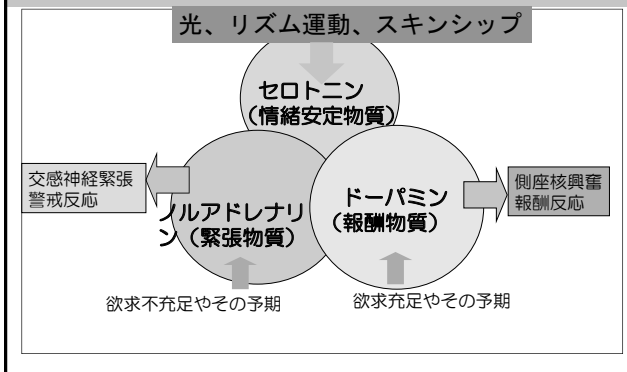 光、リズム運動、スキンシップ
セロトニン
（情緒安定物質）
交感神経緊張
警戒反応
ノルアドレナリ
ン（緊張物質）
ドーパミン
（報酬物質）
側座核興奮
報酬反応
欲求不充足やその予期
欲求充足やその予期